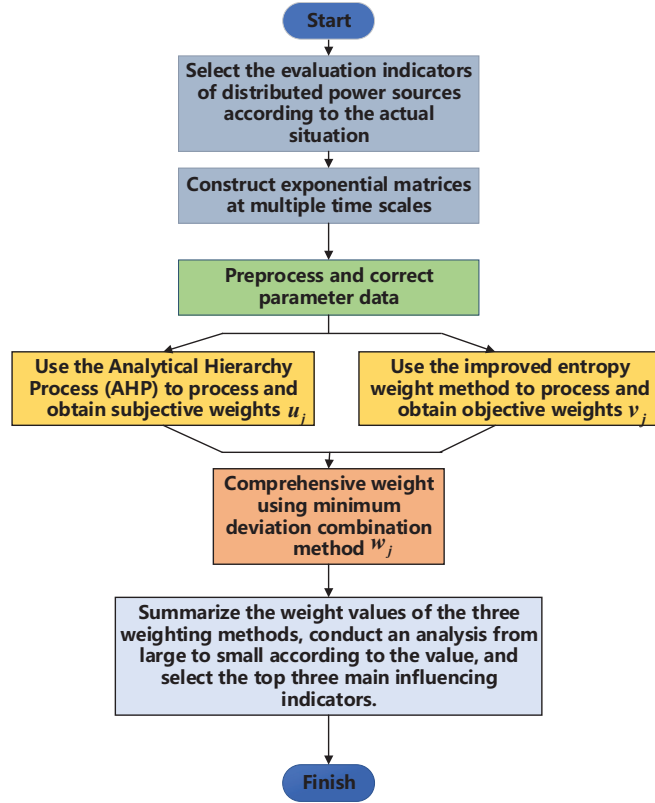 Start
Select the evaluation indicators
of distributed power sources
according to the actual
situation
Construct exponential matrices
at multiple time scales
Preprocess and correct
parameter data
Use the Analytical Hierarchy
Process (AHP) to process and
obtain subjective weights u_j
Use the improved entropy
weight method to process and
obtain objective weights v_j
Comprehensive weight
using minimum
deviation combination
method w_j
Summarize the weight values of the three
weighting methods, conduct an analysis from
large to small according to the value, and
select the top three main influencing
indicators.
Finish